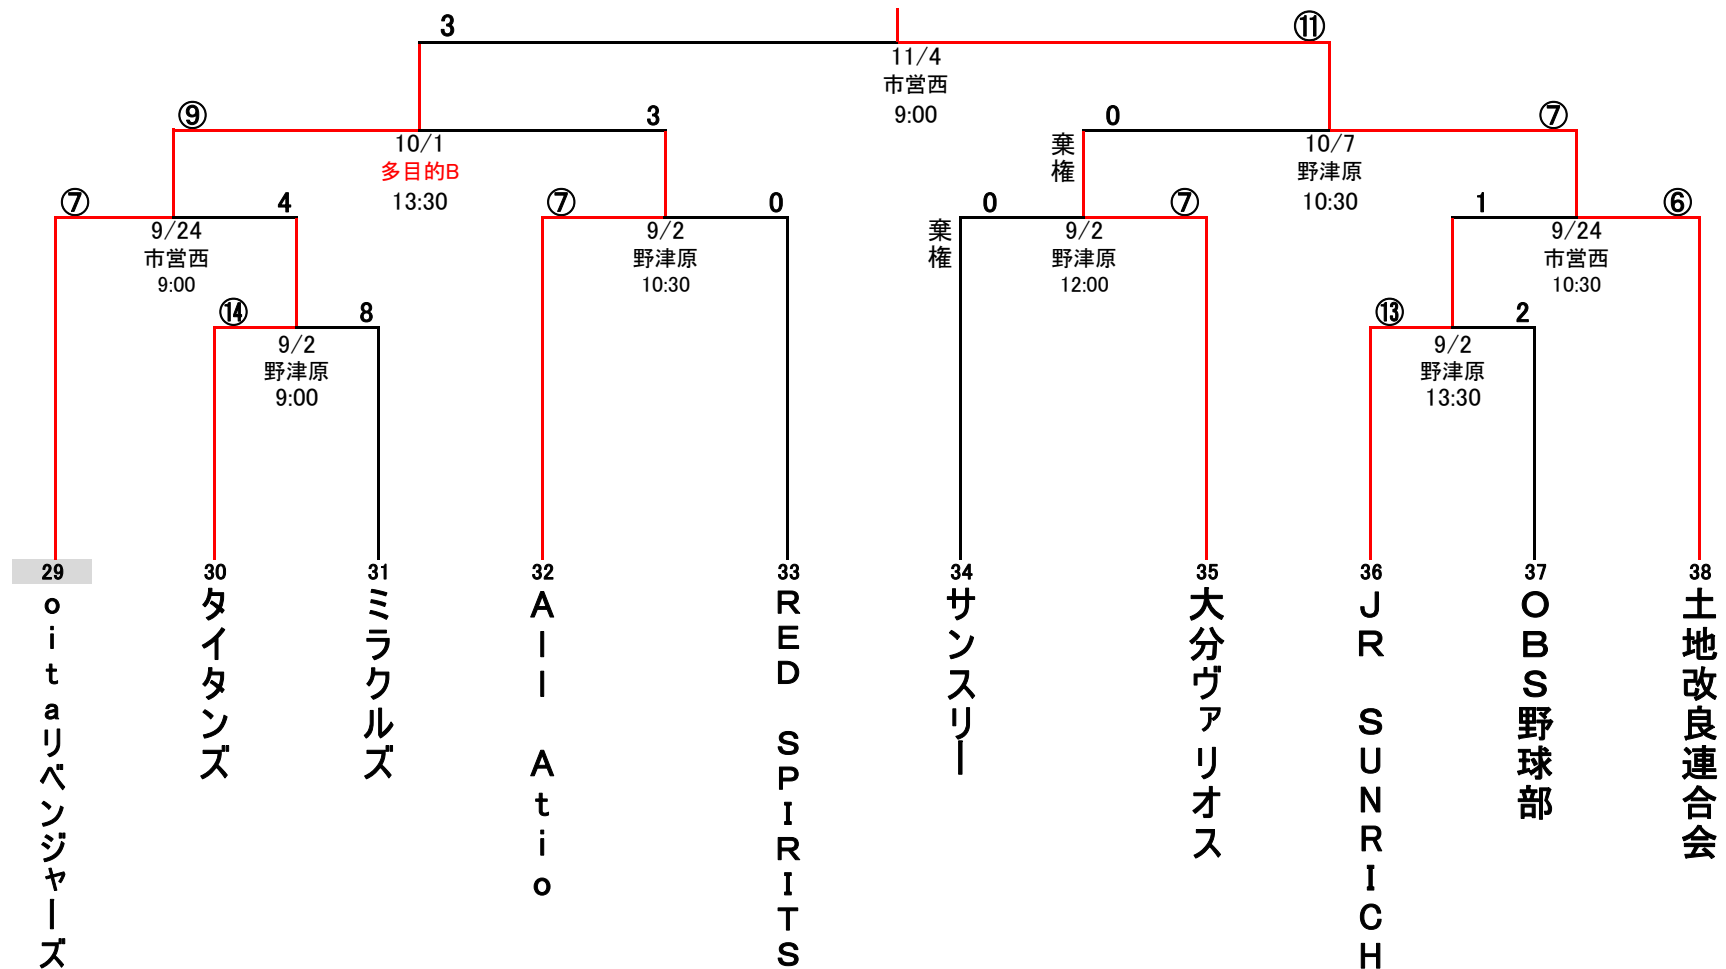 3
⑪
11/4
市営西
9:00
⑨
3
0
⑦
10/1
多目的B
13:30
棄権
10/7
野津原
10:30
⑦
4
⑦
0
0
⑦
1
⑥
9/24
市営西
9:00
9/2
野津原
10:30
棄権
9/2
野津原
12:00
9/24
市営西
10:30
⑭
8
⑬
2
9/2
野津原
9:00
9/2
野津原
13:30
29
30
31
32
33
34
35
36
37
38
oitaリベンジャーズ
タイタンズ
ミラクルズ
All Atio
RED SPIRITS
サンスリー
大分ヴァリオス
JR SUNRICH
OBS野球部
土地改良連合会